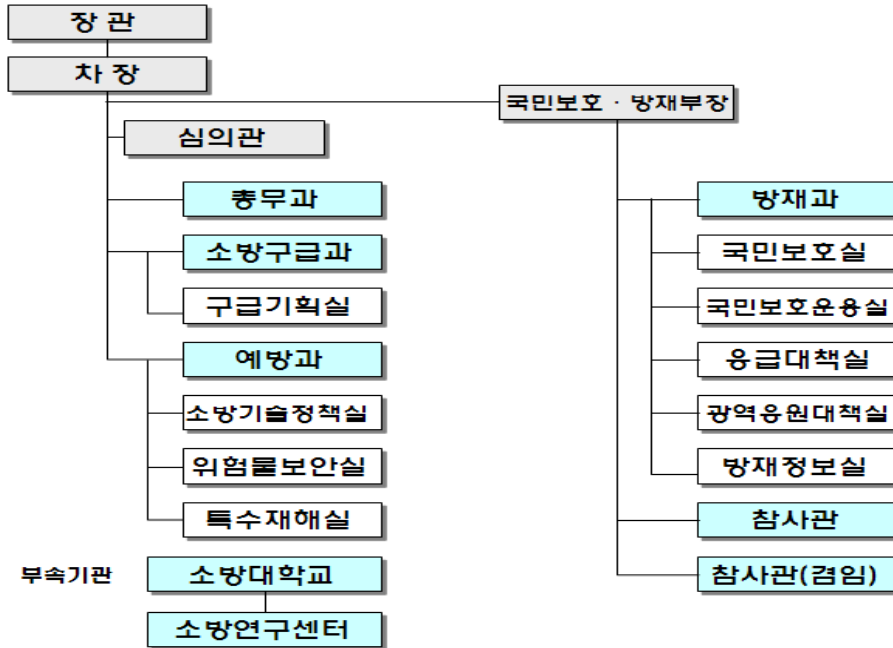 장 관
차 장
국민보호 · 방재부장
심의관
총무과
소방구급과
구급기획실
예방과
소방기술정책실
위험물보안실
특수재해실
부속기관
소방대학교
소방연구센터
방재과
국민보호실
국민보호운용실
응급대책실
광역응원대책실
방재정보실
참사관
참사관(겸임)